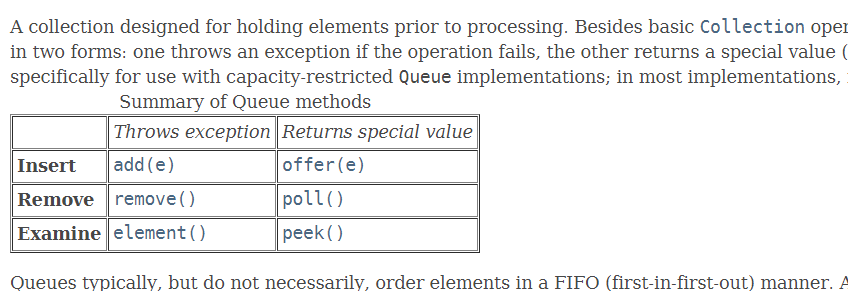 A collection designed for holding elements prior to processing. Besides basic Collection
in two forms: one throws an exception if the operation fails, the other returns a special value (
specifically for use with capacity-restricted Queue implementations; in most implementations,
Summary of Queue methods
Throws exception Returns special value
Insert add(e) offer(e)
Remove remove() poll()
Examine element() peek()
Queues typically, but do not necessarily, order elements in a FIFO (first-in-first-out) manner. A